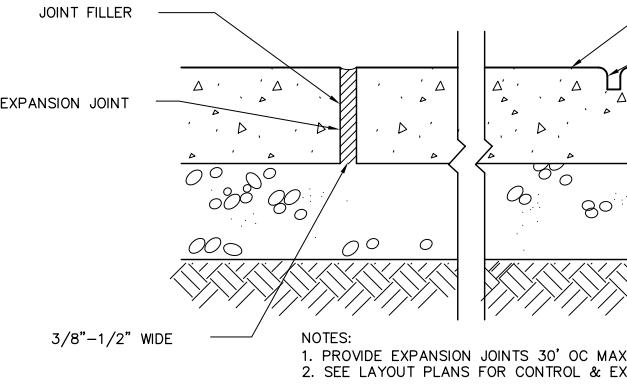 JOINT FILLER
EXPANSION JOINT
3/8"-1/2" WIDE
NOTES:
1. PROVIDE EXPANSION JOINTS 30' OC MAX
2. SEE LAYOUT PLANS FOR CONTROL & EX